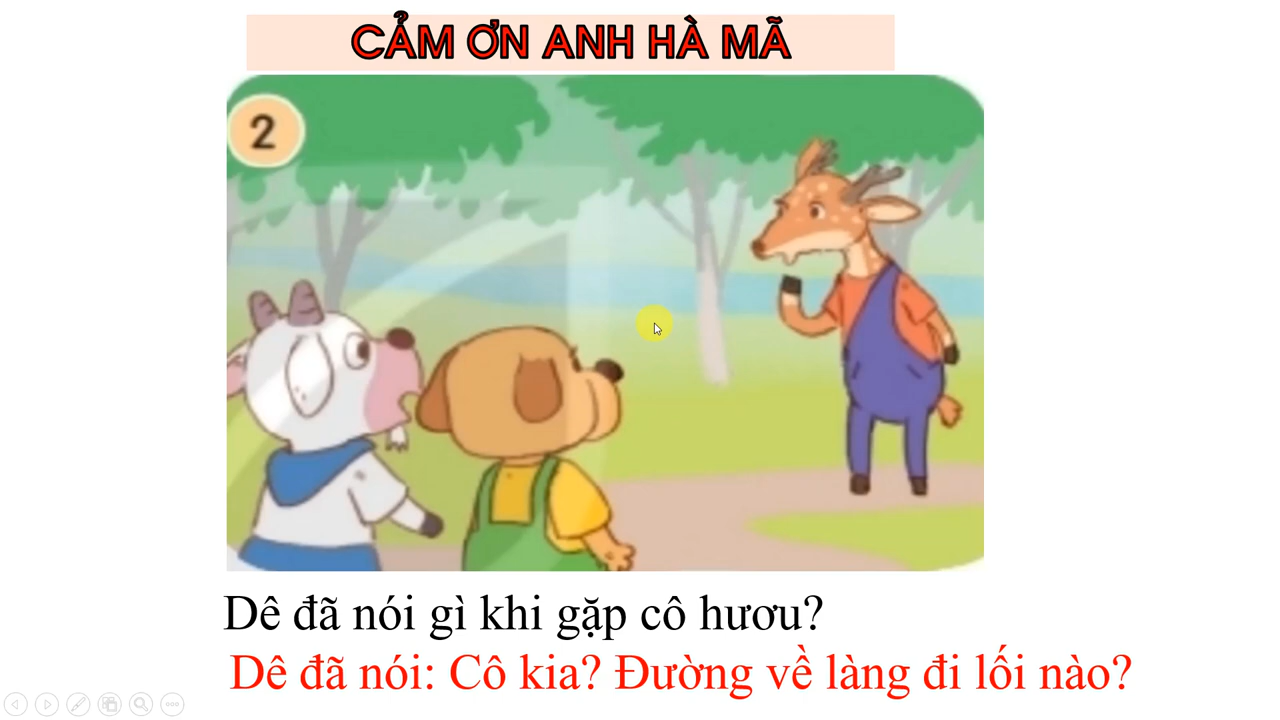 CẢM ƠN ANH HÀ MÃ
2
Dê đã nói gì khi gặp cô hươu?
Dê đã nói: Cô kia? Đường về làng đi lối nào?